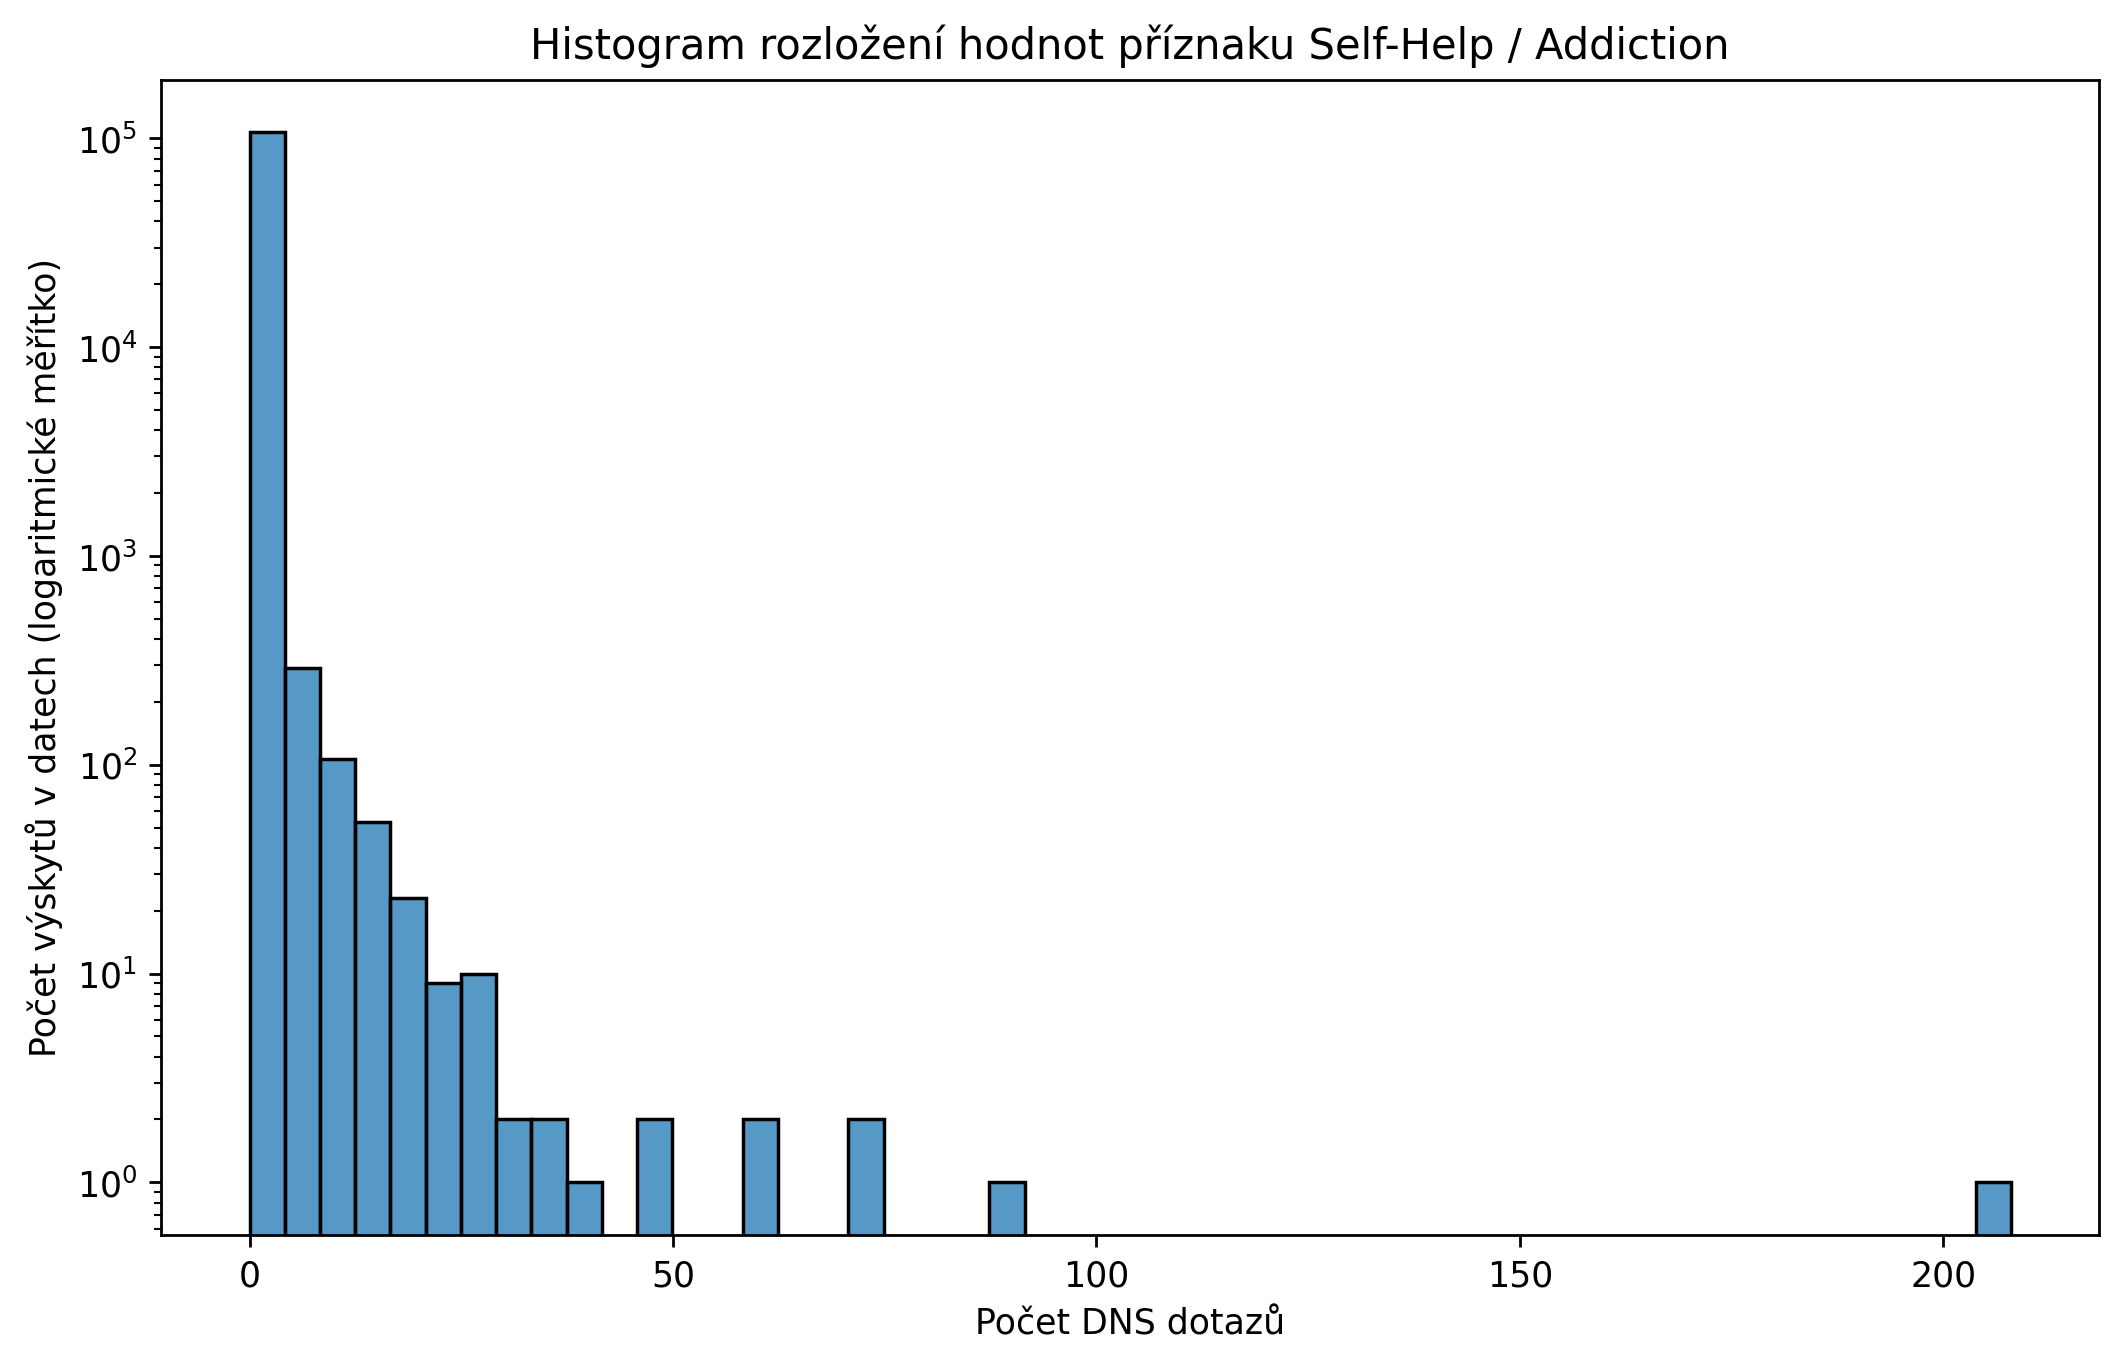 Histogram rozložení hodnot příznaku Self-Help / Addiction
Počet výskytů v datech (logaritmické měřítko)
10⁵
10⁴
10³
10²
10¹
10⁰
0 50 100 150 200
Počet DNS dotazů